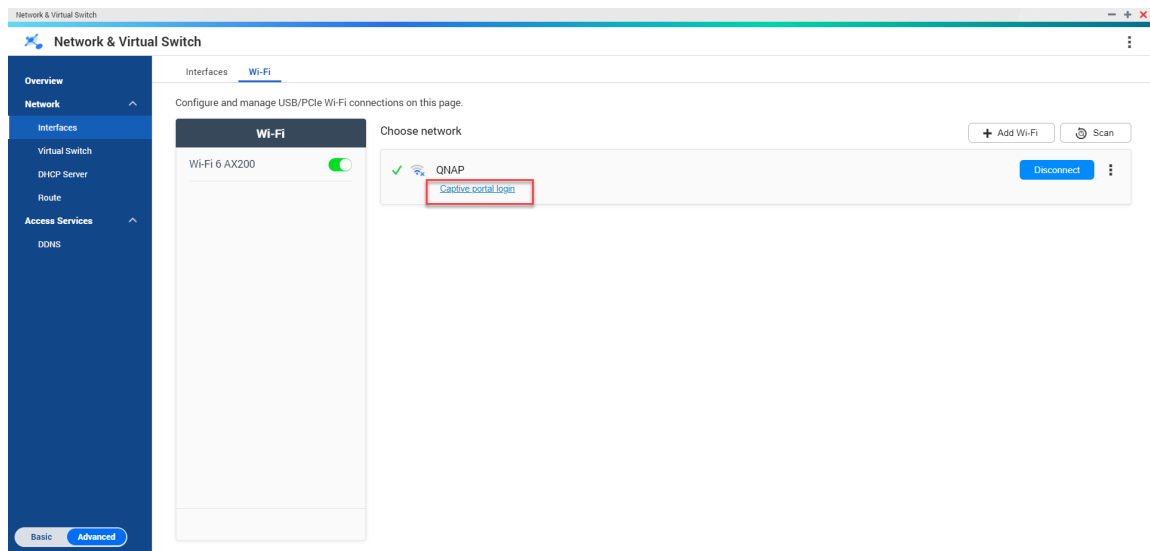 Network & Virtual Switch
Network & Virtual Switch
Overview
Network
Interfaces
Virtual Switch
DHCP Server
Route
Access Services
DDNS
Basic
Advanced
Interfaces Wi-Fi
Configure and manage USB/PCIe Wi-Fi connections on this page.
Wi-Fi
Wi-Fi 6 AX200
Choose network
+ Add Wi-Fi
Scan
QNAP
Captive portal login
Disconnect